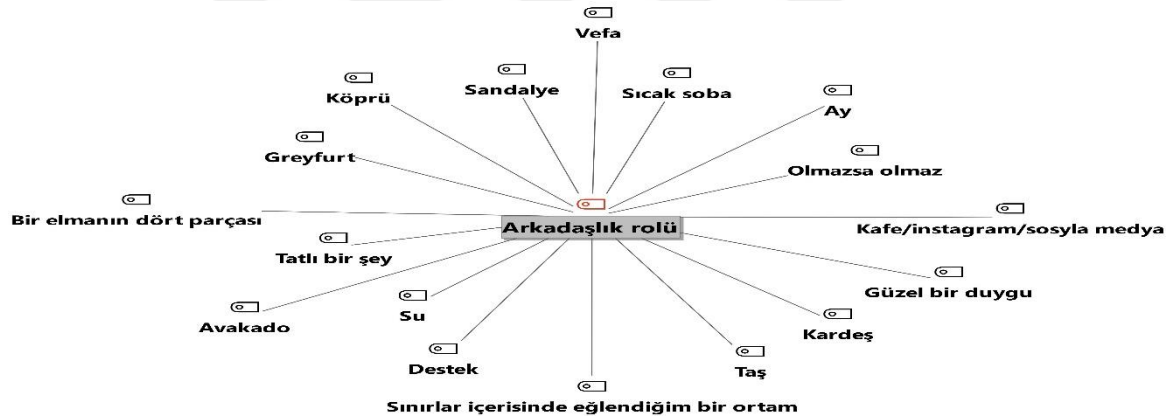 Vefa
Sandalye
Sıcak soba
Köprü
Ay
Greyfurt
Olmazsa olmaz
Bir elmanın dört parçası
Arkadaşlık rolü
Kafe/instagram/sosyla medya
Tatlı bir şey
Güzel bir duygu
Su
Avakado
Kardeş
Destek
Taş
Sınırlar içerisinde eğlendiğim bir ortam